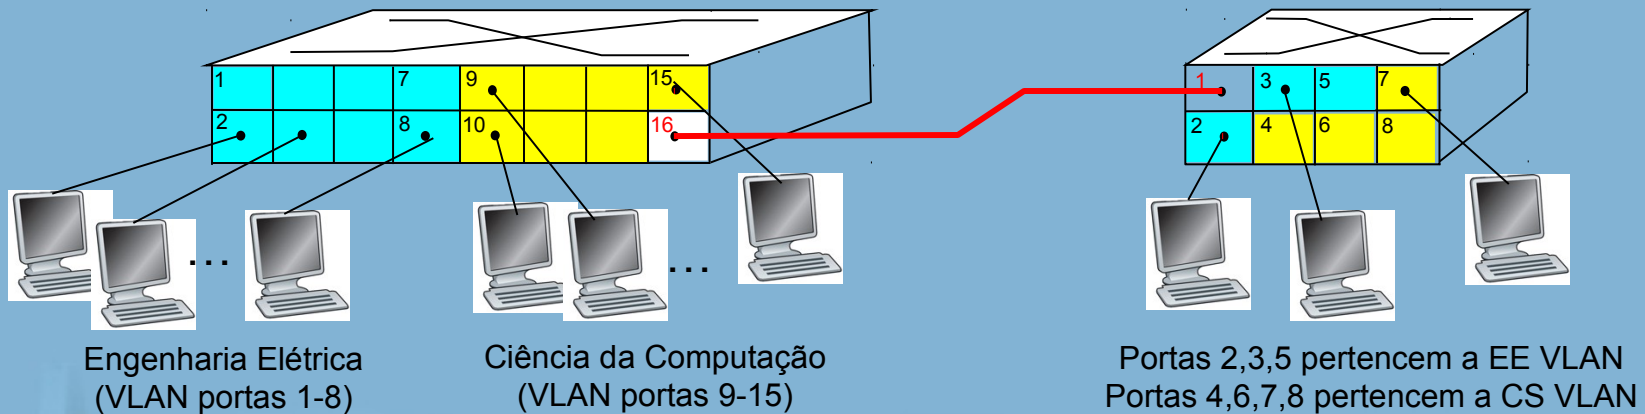 1 7 9 15
2 8 10 16
1 3 5 7
2 4 6 8
... ...
Engenharia Elétrica
(VLAN portas 1-8)
Ciência da Computação
(VLAN portas 9-15)
Portas 2,3,5 pertencem a EE VLAN
Portas 4,6,7,8 pertencem a CS VLAN